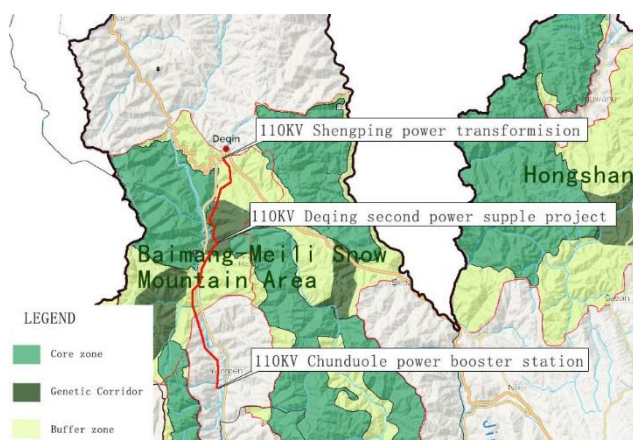 Deqin
110KV Shengping power transformision
Hongshan
110KV Deqing second power supple project
Baimang-Meili Snow
Mountain Area
LEGEND
Core zone
110KV Chunduole power booster station
Yanmen
Genetic Corridor
Buffer zone